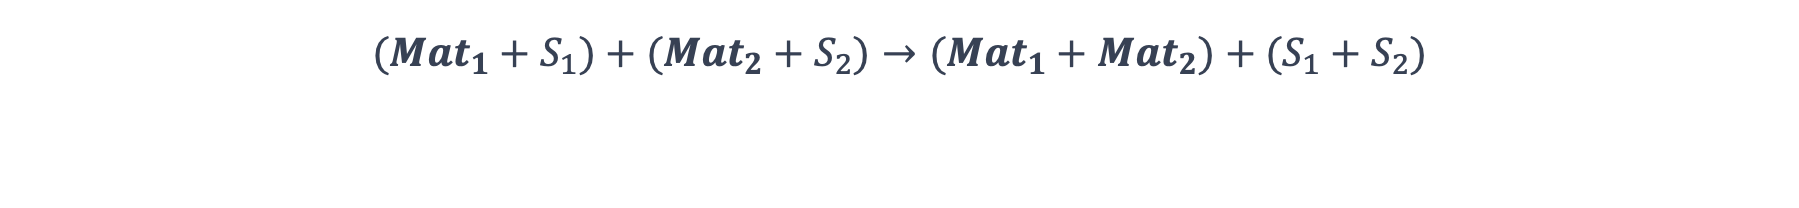 (Mat₁ + S₁) + (Mat₂ + S₂) → (Mat₁ + Mat₂) + (S₁ + S₂)